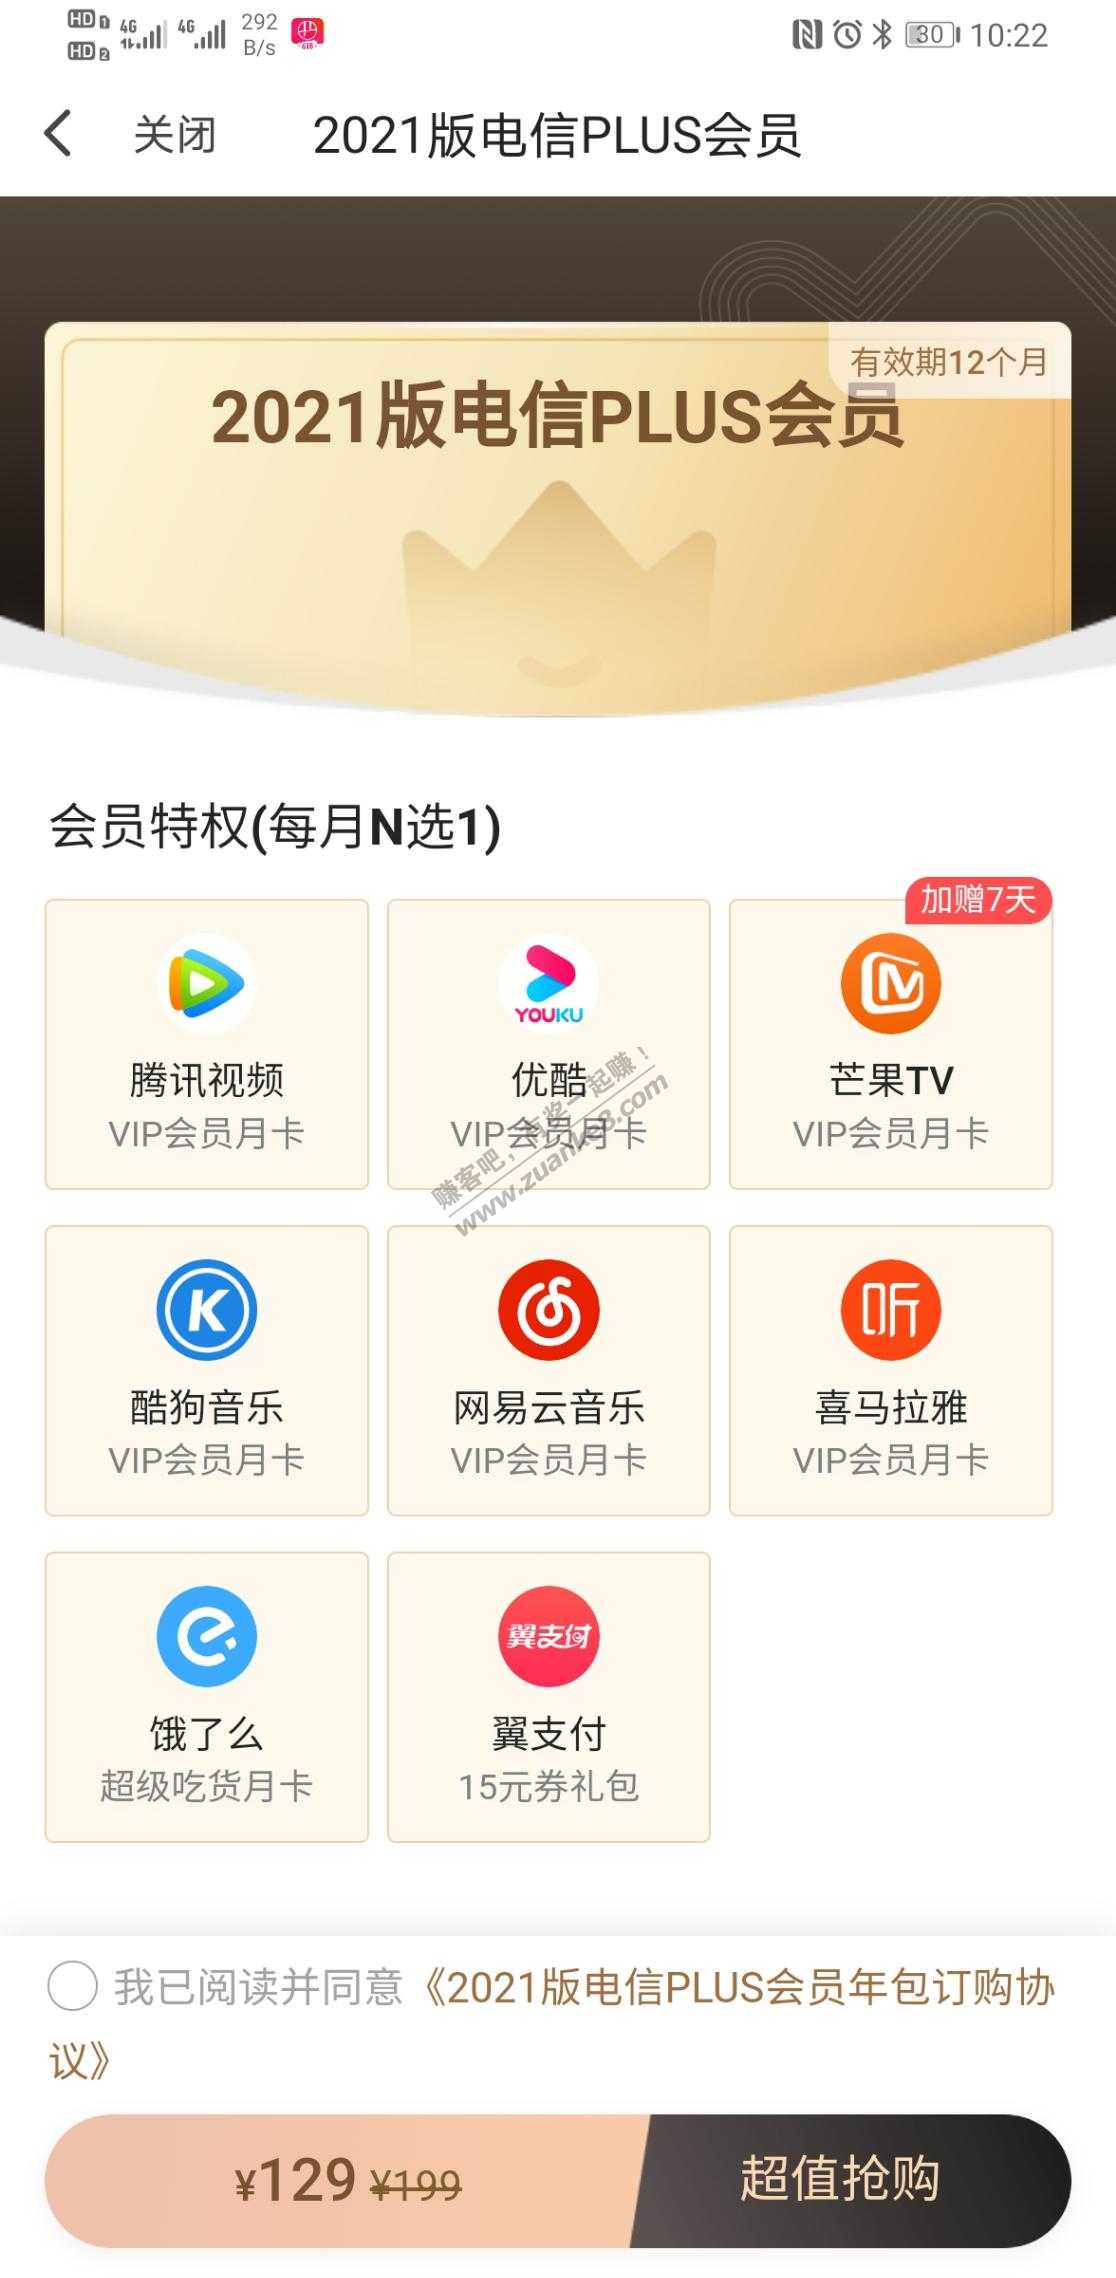 HD 1 4G 4G 292 B/s 30 10:22
HD 2
关闭 2021版电信PLUS会员
有效期12个月
2021版电信PLUS会员
会员特权(每月N选1)
加赠7天
YOUKU
腾讯视频 优酷 芒果TV
VIP会员月卡 VIP会员月卡 VIP会员月卡
赚客吧，有奖一起赚！
www.zuanke8.com
K 听
酷狗音乐 网易云音乐 喜马拉雅
VIP会员月卡 VIP会员月卡 VIP会员月卡
翼支付
饿了么 翼支付
超级吃货月卡 15元券礼包
我已阅读并同意《2021版电信PLUS会员年包订购协
议》
¥129 ¥199 超值抢购